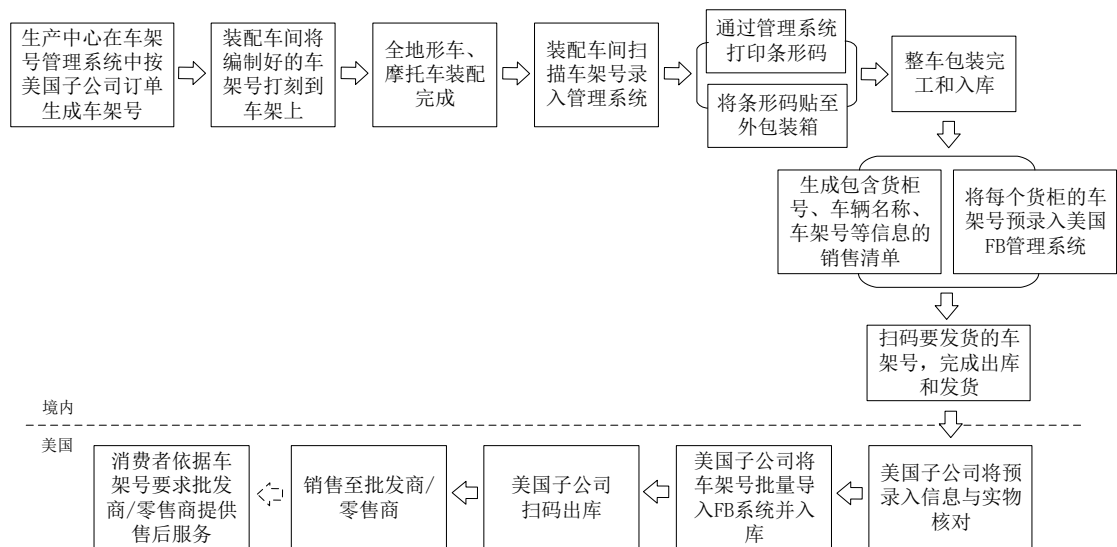 生产中心在车架
号管理系统中按
美国子公司订单
生成车架号
装配车间将
编制好的车
架号打刻到
车架上
全地形车、
摩托车装配
完成
装配车间扫
描车架号录
入管理系统
通过管理系统
打印条形码
将条形码贴至
外包装箱
整车包装完
工和入库
生成包含货柜
号、车辆名称、
车架号等信息的
销售清单
将每个货柜的车
架号预录入美国
FB管理系统
扫码要发货的车
架号，完成出库
和发货
境内
美国
美国子公司将预
录入信息与实物
核对
美国子公司将
车架号批量导
入FB系统并入
库
美国子公司
扫码出库
销售至批发商/
零售商
消费者依据车
架号要求批发
商/零售商提供
售后服务